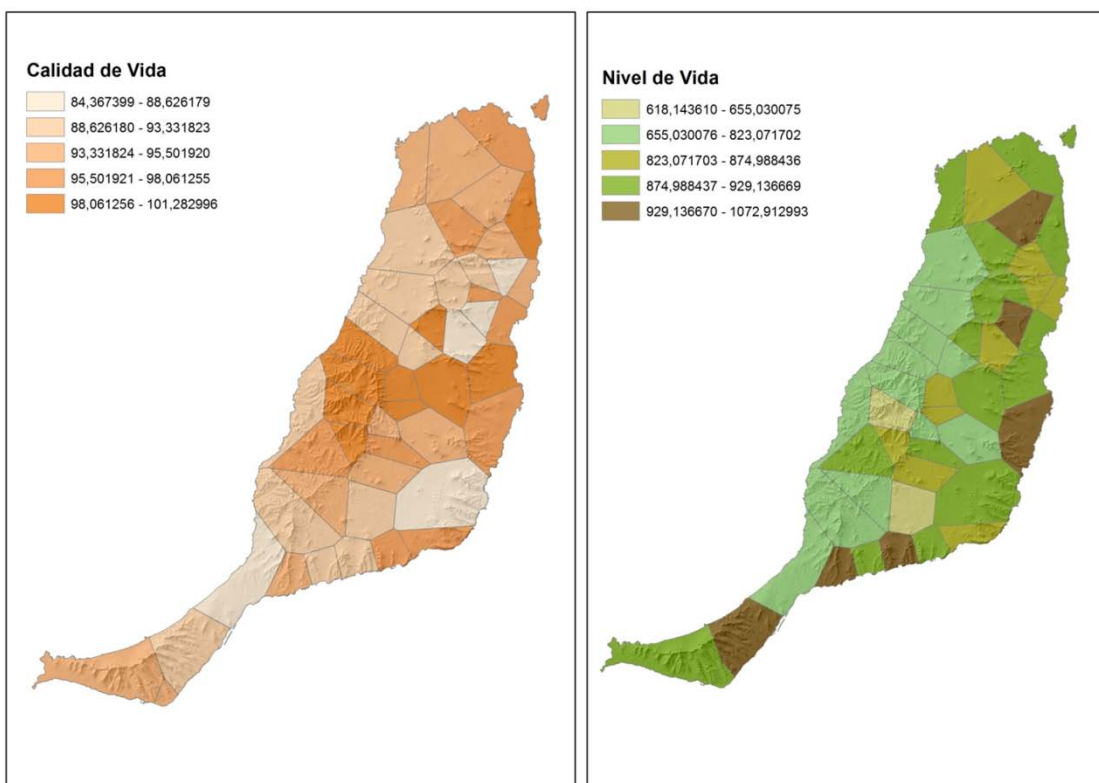 Calidad de Vida
84,367399 - 88,626179
88,626180 - 93,331823
93,331824 - 95,501920
95,501921 - 98,061255
98,061256 - 101,282996
Nivel de Vida
618,143610 - 655,030075
655,030076 - 823,071702
823,071703 - 874,988436
874,988437 - 929,136669
929,136670 - 1072,912993